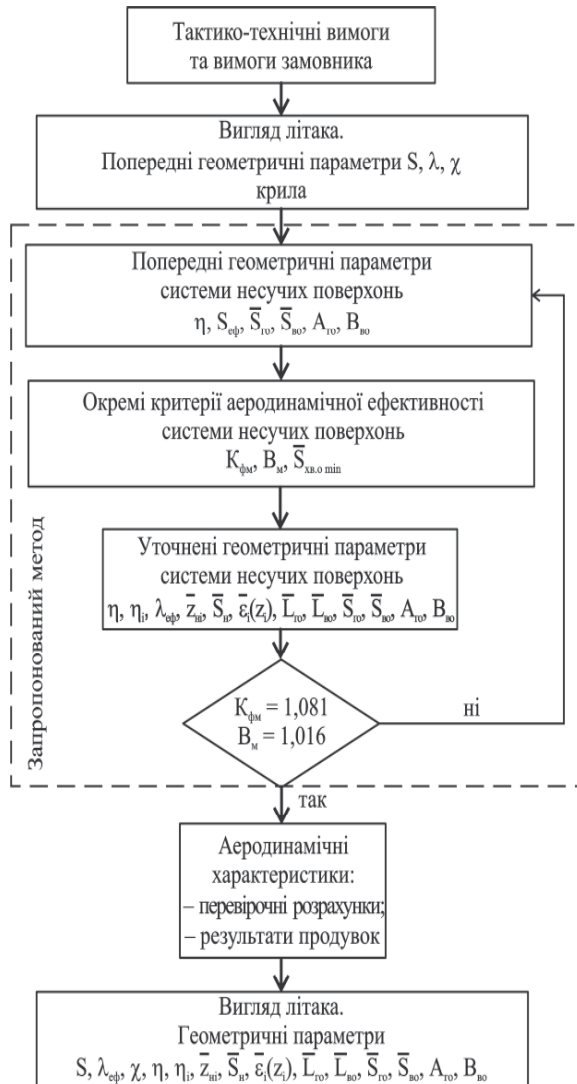 Тактико-технічні вимоги
та вимоги замовника
Вигляд літака.
Попередні геометричні параметри S, λ, χ
крила
Попередні геометричні параметри
системи несучих поверхонь
η, Sеф, S̅го, S̅во, Aго, Bво
Окремі критерії аеродинамічної ефективності
системи несучих поверхонь
Kфм, Bм, S̅хв.о min
Уточнені геометричні параметри
системи несучих поверхонь
η, ηi, λеф, z̅нi, S̅н, ε̅i(zi), L̅го, L̅во, S̅го, S̅во, Aго, Bво
Запропонований метод
Kфм = 1,081
Bм = 1,016
ні
так
Аеродинамічні
характеристики:
– перевірочні розрахунки;
– результати продувок
Вигляд літака.
Геометричні параметри
S, λеф, χ, η, ηi, z̅нi, S̅н, ε̅i(zi), L̅го, L̅во, S̅го, S̅во, Aго, Bво